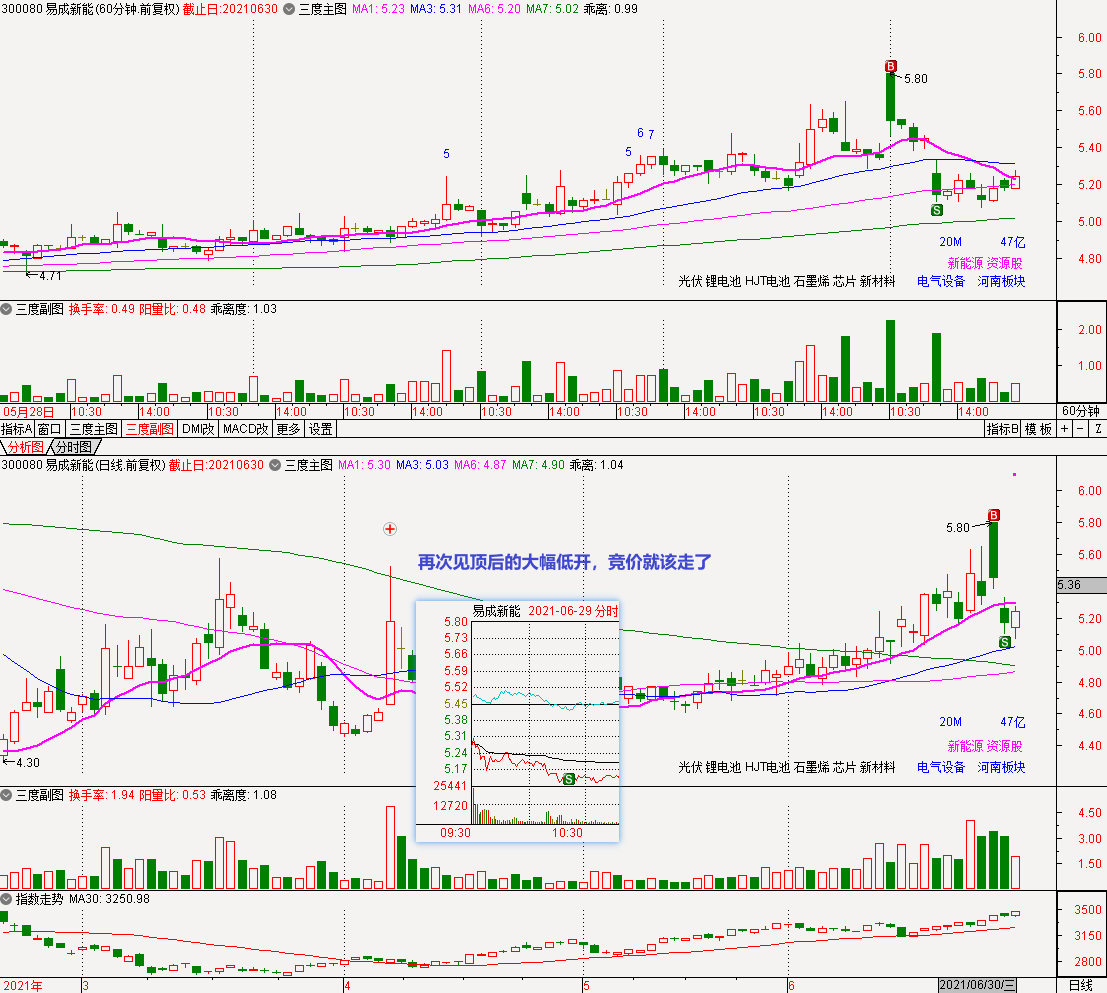 300080 易成新能(60分钟.前复权) 截止日:20210630 三度主图 MA1: 5.23 MA3: 5.31 MA6: 5.20 MA7: 5.02 乖离: 0.99
6.00
B
5.80
5.80
5.60
6 7
5
5
5.40
5.20
S
5.00
20M 47亿
4.80
新能源 资源股
4.71
光伏 锂电池 HJT电池 石墨烯 芯片 新材料 电气设备 河南板块
三度副图 换手率: 0.49 阳量比: 0.48 乖离度: 1.03
2.00
1.00
05月28日 10:30 14:00 10:30 14:00 10:30 14:00 10:30 14:00 10:30 14:00 10:30 14:00 10:30 14:00 60分钟
指标A 窗口 三度主图 三度副图 DMI改 MACD改 更多 设置 指标B 模 板 + - Z
分析图 分时图
300080 易成新能(日线.前复权) 截止日:20210630 三度主图 MA1: 5.30 MA3: 5.03 MA6: 4.87 MA7: 4.90 乖离: 1.04
6.00
B
5.80
5.80
5.60
再次见顶后的大幅低开，竞价就该走了
5.36
5.20
S
5.00
4.80
4.60
4.40
易成新能 2021-06-29 分时
5.80
5.73
5.66
5.59
5.52
5.45
5.38
5.31
5.24
5.17
S
25441
12720
09:30 10:30
20M 47亿
新能源 资源股
4.30
光伏 锂电池 HJT电池 石墨烯 芯片 新材料 电气设备 河南板块
三度副图 换手率: 1.94 阳量比: 0.53 乖离度: 1.08
4.50
3.00
1.50
指数走势 MA30: 3250.98
3500
3150
2800
2021年 3 4 5 6 2021/06/30/三 日线